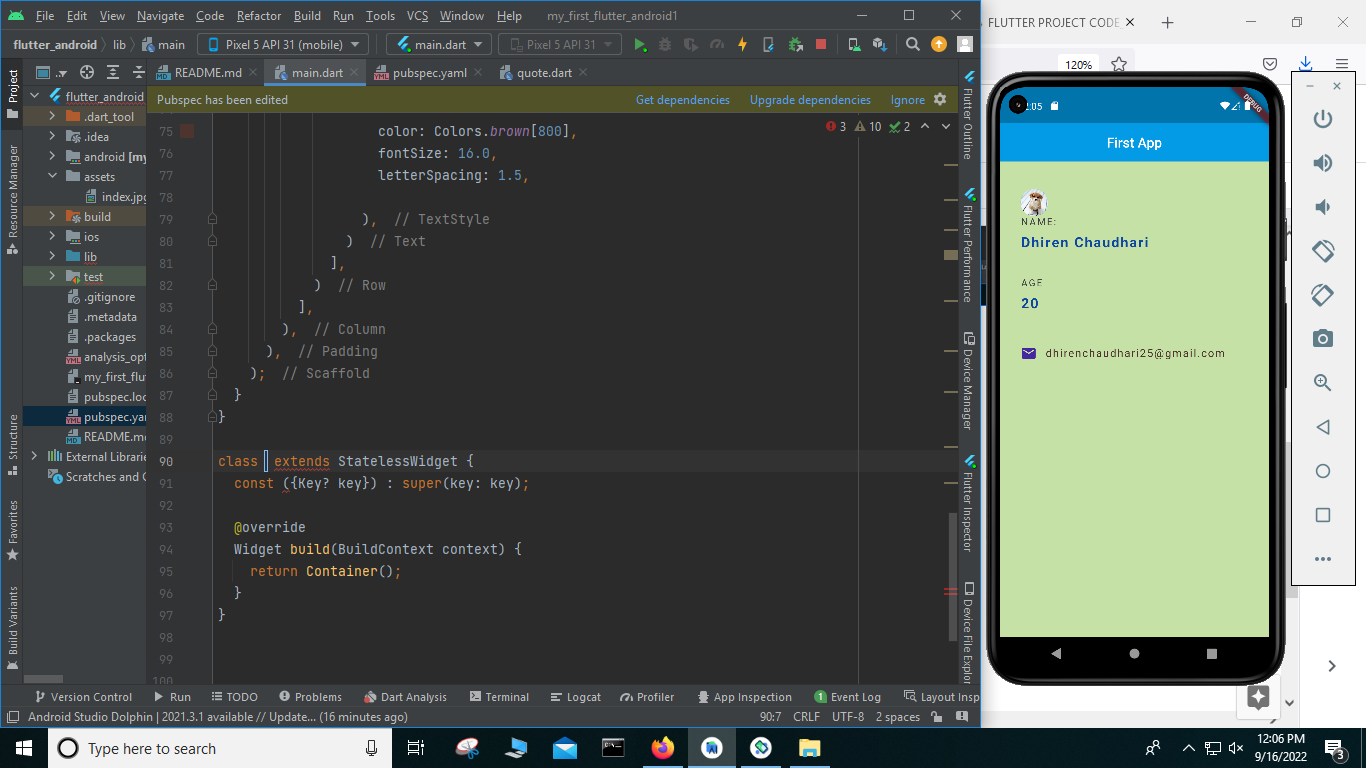 File Edit View Navigate Code Refactor Build Run Tools VCS Window Help my_first_flutter_android1
FLUTTER PROJECT CODE
flutter_android lib main Pixel 5 API 31 (mobile) main.dart Pixel 5 API 31
120%
Project
Resource Manager
Structure
Favorites
Build Variants
README.md main.dart pubspec.yaml quote.dart
Pubspec has been edited Get dependencies Upgrade dependencies Ignore
flutter_android
.dart_tool
.idea
android [my
assets
index.jpg
build
ios
lib
test
.gitignore
.metadata
.packages
analysis_opt
my_first_flut
pubspec.loc
pubspec.yam
README.md
External Librarie
Scratches and C
3 10 2
75 color: Colors.brown[800],
76 fontSize: 16.0,
77 letterSpacing: 1.5,
78
79 ), // TextStyle
80 ) // Text
81 ],
82 ) // Row
83 ],
84 ), // Column
85 ), // Padding
86 ); // Scaffold
87 }
88 }
89
90 class extends StatelessWidget {
91 const ({Key? key}) : super(key: key);
92
93 @override
94 Widget build(BuildContext context) {
95 return Container();
96 }
97 }
98
99
100
Flutter Outline
Flutter Performance
Device Manager
Flutter Inspector
Device File Explor
:05
DEBUG
First App
NAME:
Dhiren Chaudhari
AGE
20
dhirenchaudhari25@gmail.com
Version Control Run TODO Problems Dart Analysis Terminal Logcat Profiler App Inspection 1 Event Log Layout Insp
Android Studio Dolphin | 2021.3.1 available // Update... (16 minutes ago) 90:7 CRLF UTF-8 2 spaces
Type here to search
12:06 PM
9/16/2022
3